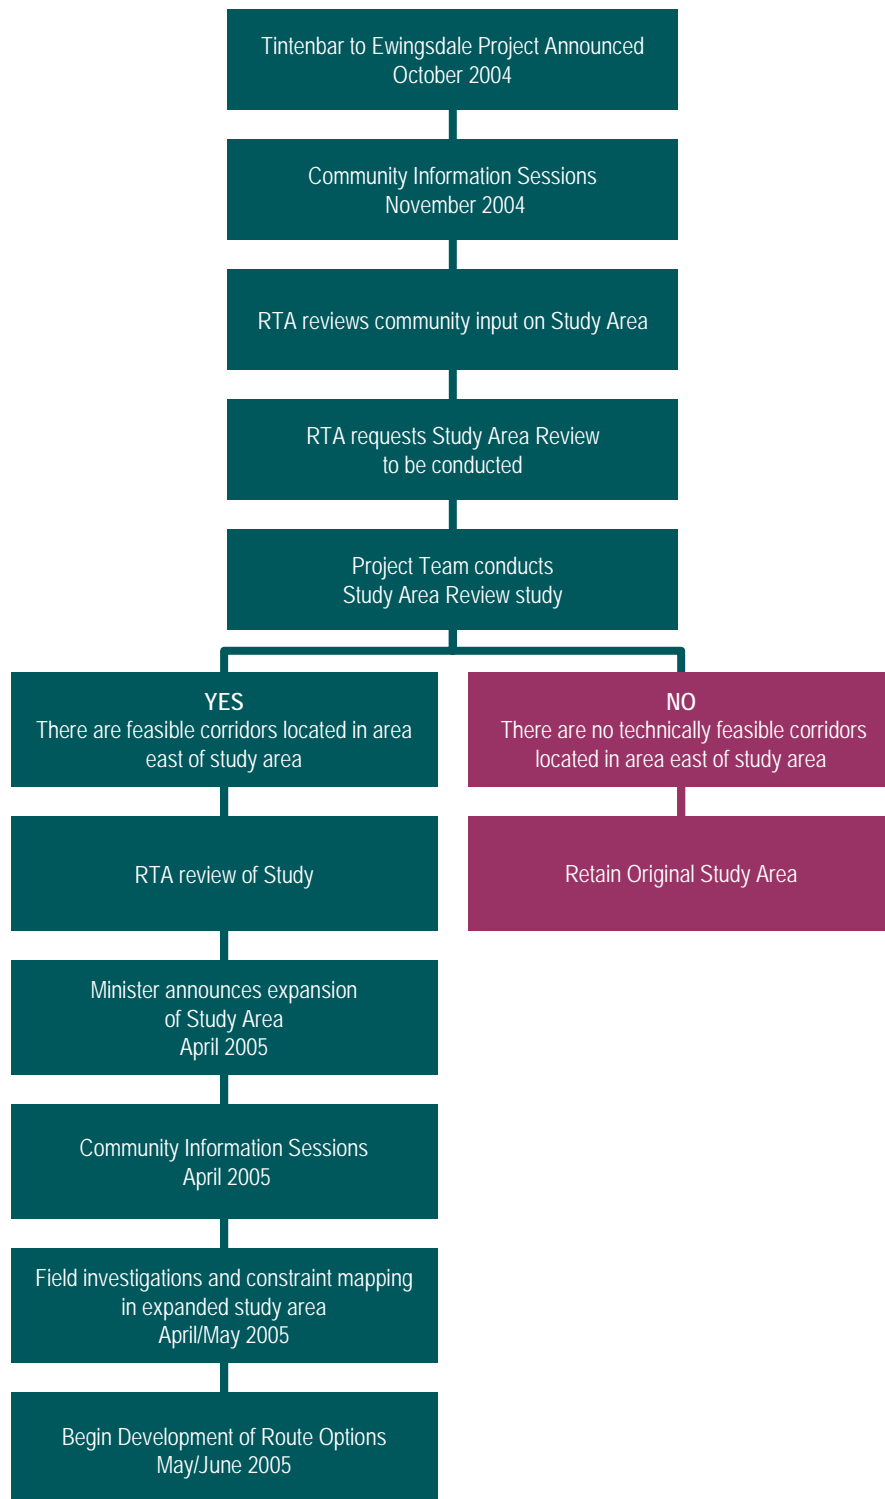 Tintenbar to Ewingsdale Project Announced
October 2004
Community Information Sessions
November 2004
RTA reviews community input on Study Area
RTA requests Study Area Review
to be conducted
Project Team conducts
Study Area Review study
YES
There are feasible corridors located in area
east of study area
NO
There are no technically feasible corridors
located in area east of study area
RTA review of Study
Retain Original Study Area
Minister announces expansion
of Study Area
April 2005
Community Information Sessions
April 2005
Field investigations and constraint mapping
in expanded study area
April/May 2005
Begin Development of Route Options
May/June 2005